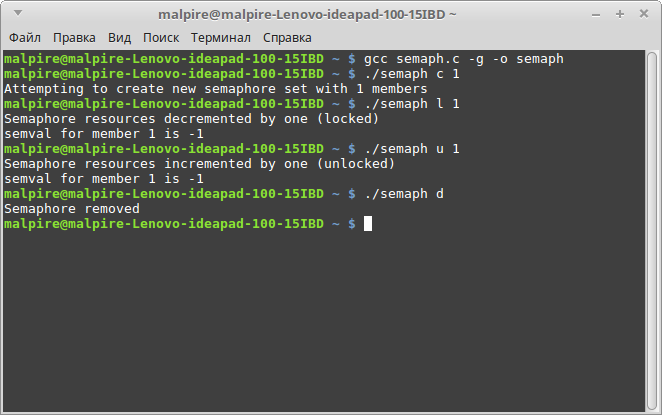 malpire@malpire-Lenovo-ideapad-100-15IBD ~
Файл Правка Вид Поиск Терминал Справка
malpire@malpire-Lenovo-ideapad-100-15IBD ~ $ gcc semaph.c -g -o semaph
malpire@malpire-Lenovo-ideapad-100-15IBD ~ $ ./semaph c 1
Attempting to create new semaphore set with 1 members
malpire@malpire-Lenovo-ideapad-100-15IBD ~ $ ./semaph l 1
Semaphore resources decremented by one (locked)
semval for member 1 is -1
malpire@malpire-Lenovo-ideapad-100-15IBD ~ $ ./semaph u 1
Semaphore resources incremented by one (unlocked)
semval for member 1 is -1
malpire@malpire-Lenovo-ideapad-100-15IBD ~ $ ./semaph d
Semaphore removed
malpire@malpire-Lenovo-ideapad-100-15IBD ~ $